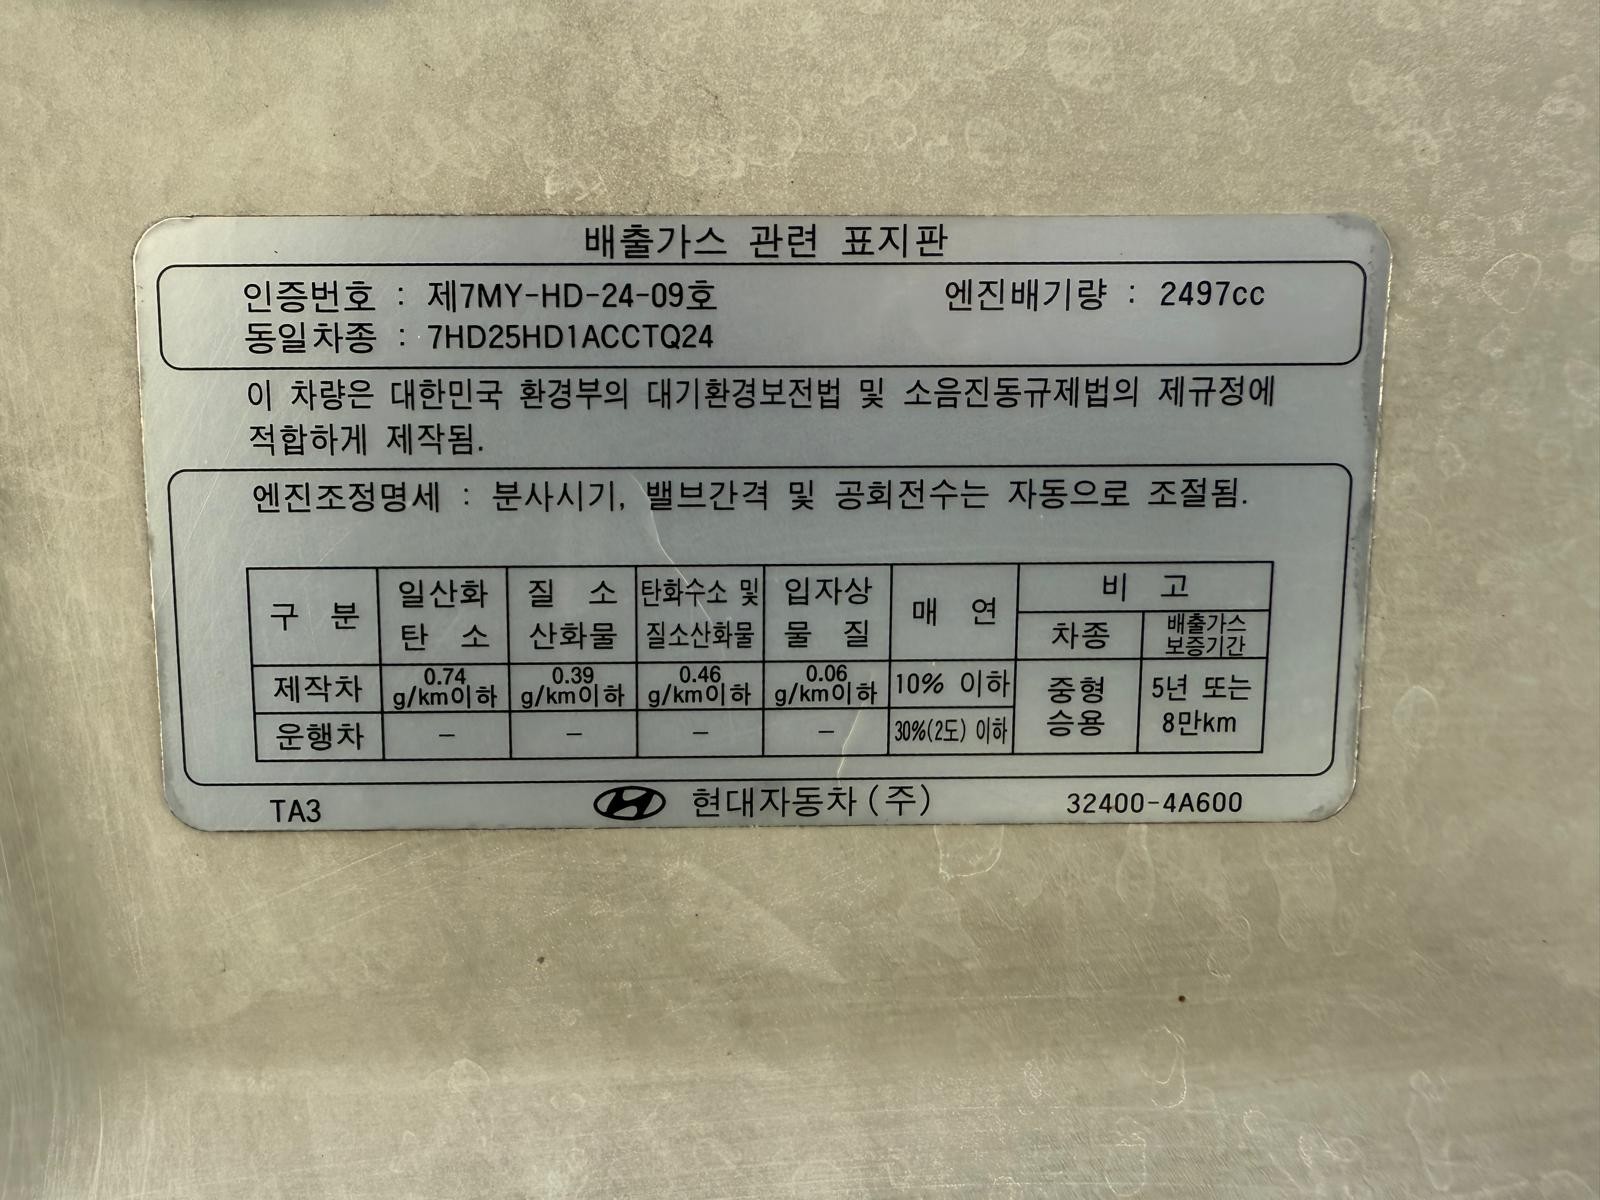 배출가스 관련 표지판
인증번호 : 제7MY-HD-24-09호 엔진배기량 : 2497cc
동일차종 : 7HD25HD1ACCTQ24
이 차량은 대한민국 환경부의 대기환경보전법 및 소음진동규제법의 제규정에
적합하게 제작됨.
엔진조정명세 : 분사시기, 밸브간격 및 공회전수는 자동으로 조절됨.
구 분 일산화 탄 소 질 소 산화물 탄화수소 및 질소산화물 입자상 물 질 매 연 비 고
차종 배출가스 보증기간
제작차 0.74 g/km이하 0.39 g/km이하 0.46 g/km이하 0.06 g/km이하 10% 이하 중형 승용 5년 또는 8만km
운행차 - - - - 30%(2도) 이하
TA3 현대자동차(주) 32400-4A600